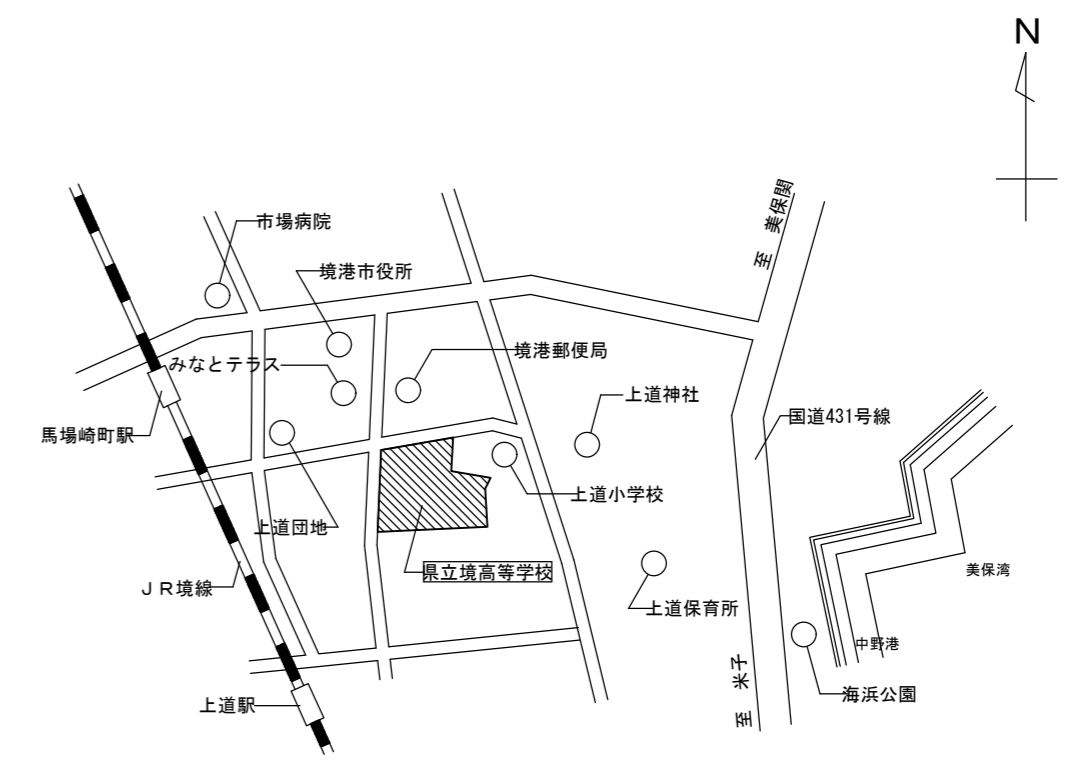 N
至 美保関
市場病院
境港市役所
みなとテラス
境港郵便局
上道神社
国道431号線
馬場崎町駅
上道小学校
上道団地
県立境高等学校
美保湾
JR境線
上道保育所
中野港
至 米子
海浜公園
上道駅